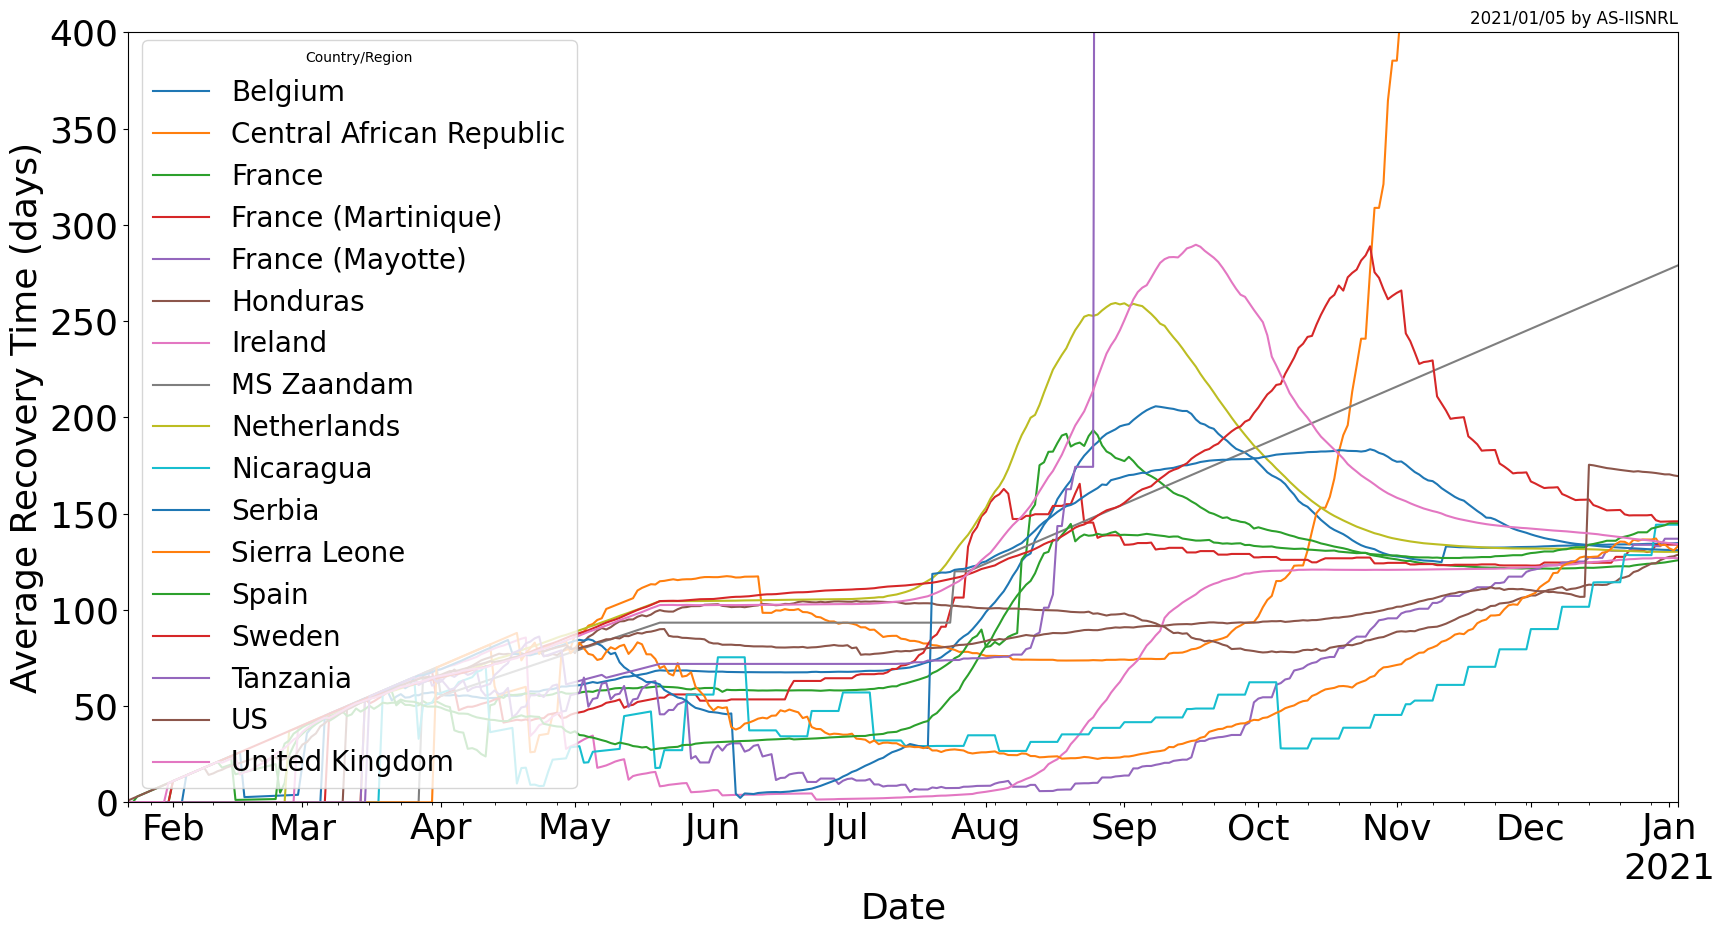 2021/01/05 by AS-IISNRL
Average Recovery Time (days)
400
350
300
250
200
150
100
50
0
Country/Region
Belgium
Central African Republic
France
France (Martinique)
France (Mayotte)
Honduras
Ireland
MS Zaandam
Netherlands
Nicaragua
Serbia
Sierra Leone
Spain
Sweden
Tanzania
US
United Kingdom
Feb Mar Apr May Jun Jul Aug Sep Oct Nov Dec Jan
2021
Date